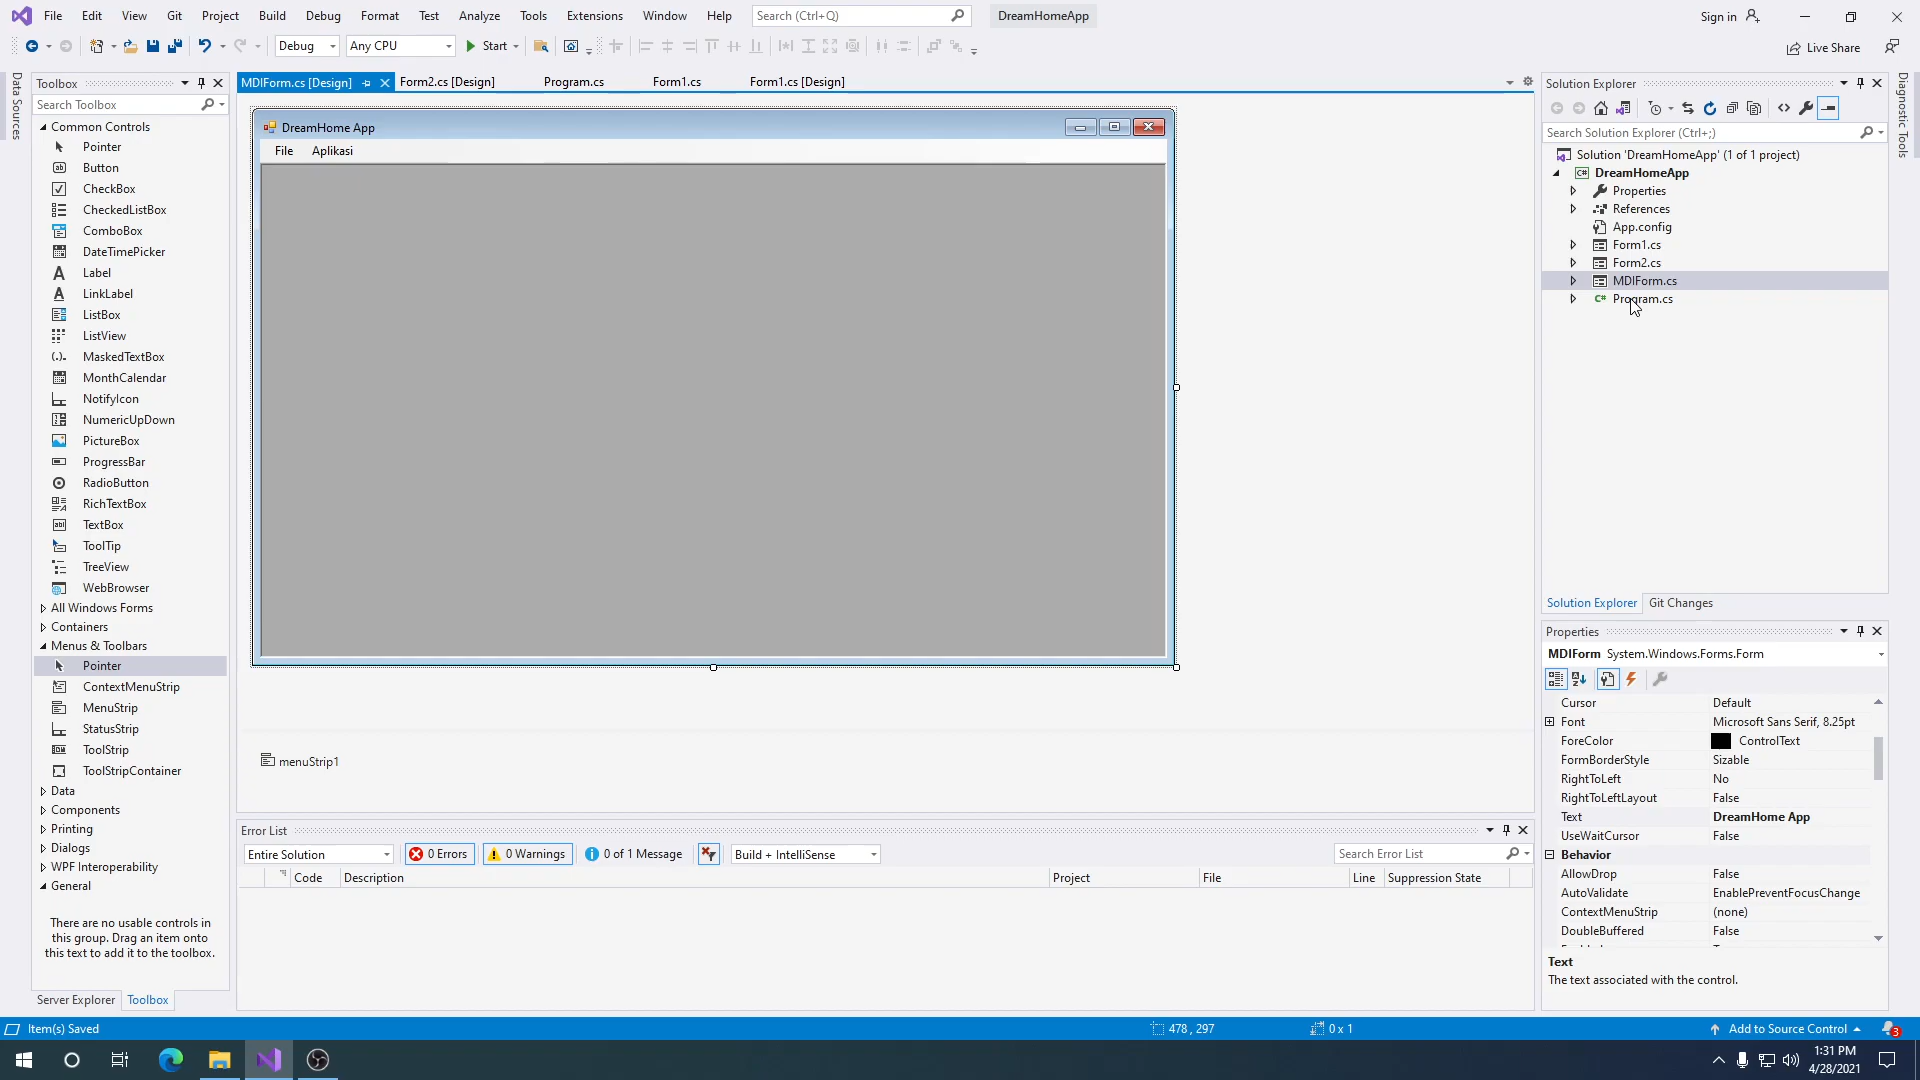 File Edit View Git Project Build Debug Format Test Analyze Tools Extensions Window Help Search (Ctrl+Q) DreamHomeApp Sign in
Debug Any CPU Start Live Share
Data Sources
Toolbox
Search Toolbox
Common Controls
Pointer
Button
CheckBox
CheckedListBox
ComboBox
DateTimePicker
Label
LinkLabel
ListBox
ListView
MaskedTextBox
MonthCalendar
NotifyIcon
NumericUpDown
PictureBox
ProgressBar
RadioButton
RichTextBox
TextBox
ToolTip
TreeView
WebBrowser
All Windows Forms
Containers
Menus & Toolbars
Pointer
ContextMenuStrip
MenuStrip
StatusStrip
ToolStrip
ToolStripContainer
Data
Components
Printing
Dialogs
WPF Interoperability
General
There are no usable controls in
this group. Drag an item onto
this text to add it to the toolbox.
Server Explorer Toolbox
MDIForm.cs [Design] Form2.cs [Design] Program.cs Form1.cs Form1.cs [Design]
DreamHome App
File Aplikasi
menuStrip1
Error List
Entire Solution 0 Errors 0 Warnings 0 of 1 Message Build + IntelliSense Search Error List
Code Description Project File Line Suppression State
Solution Explorer
Search Solution Explorer (Ctrl+;)
Solution 'DreamHomeApp' (1 of 1 project)
DreamHomeApp
Properties
References
App.config
Form1.cs
Form2.cs
MDIForm.cs
Program.cs
Solution Explorer Git Changes
Properties
MDIForm System.Windows.Forms.Form
Cursor Default
Font Microsoft Sans Serif, 8.25pt
ForeColor ControlText
FormBorderStyle Sizable
RightToLeft No
RightToLeftLayout False
Text DreamHome App
UseWaitCursor False
Behavior
AllowDrop False
AutoValidate EnablePreventFocusChange
ContextMenuStrip (none)
DoubleBuffered False
Text
The text associated with the control.
Diagnostic Tools
Item(s) Saved 478 , 297 0 x 1 Add to Source Control 3
1:31 PM
4/28/2021